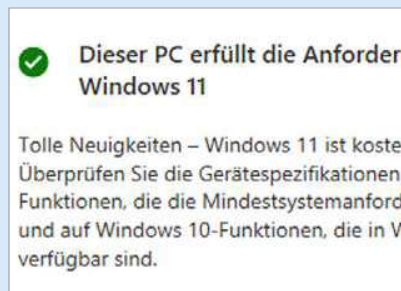 Dieser PC erfüllt die Anforder
Windows 11
Tolle Neuigkeiten – Windows 11 ist koste
Überprüfen Sie die Gerätespezifikationen
Funktionen, die die Mindestsystemanford
und auf Windows 10-Funktionen, die in W
verfügbar sind.